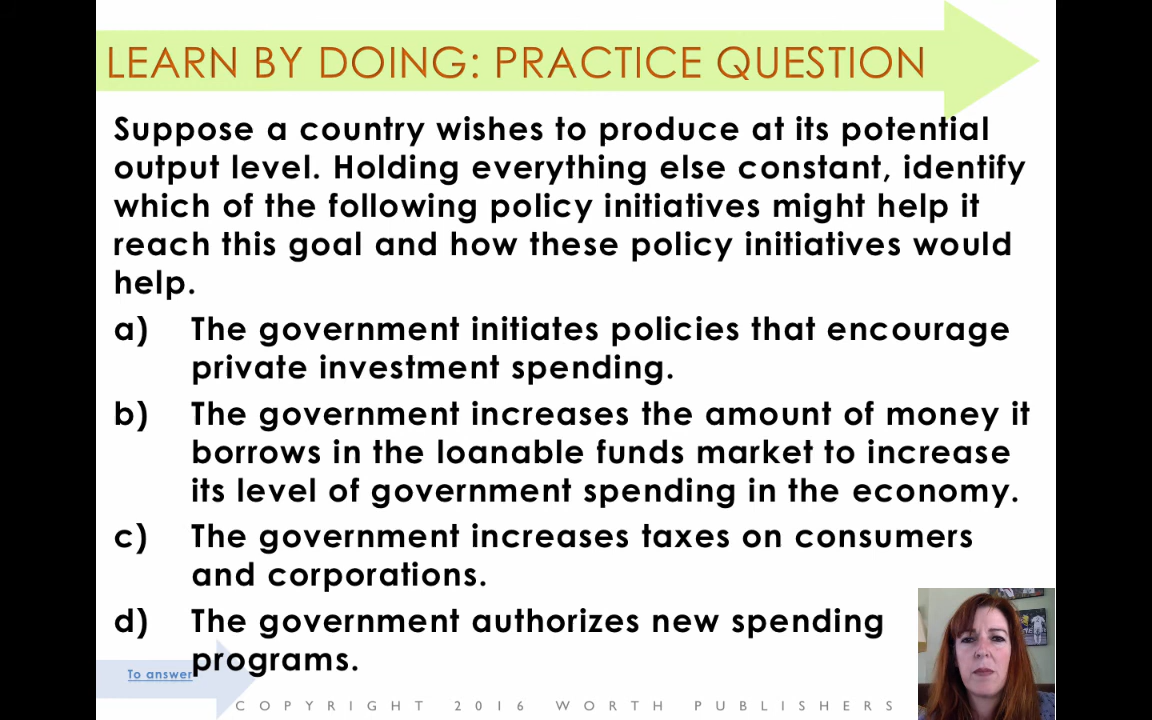 LEARN BY DOING: PRACTICE QUESTION
Suppose a country wishes to produce at its potential
output level. Holding everything else constant, identify
which of the following policy initiatives might help it
reach this goal and how these policy initiatives would
help.
a) The government initiates policies that encourage
private investment spending.
b) The government increases the amount of money it
borrows in the loanable funds market to increase
its level of government spending in the economy.
c) The government increases taxes on consumers
and corporations.
d) The government authorizes new spending
programs.
To answer
COPYRIGHT 2016 WORTH PUBLISHERS